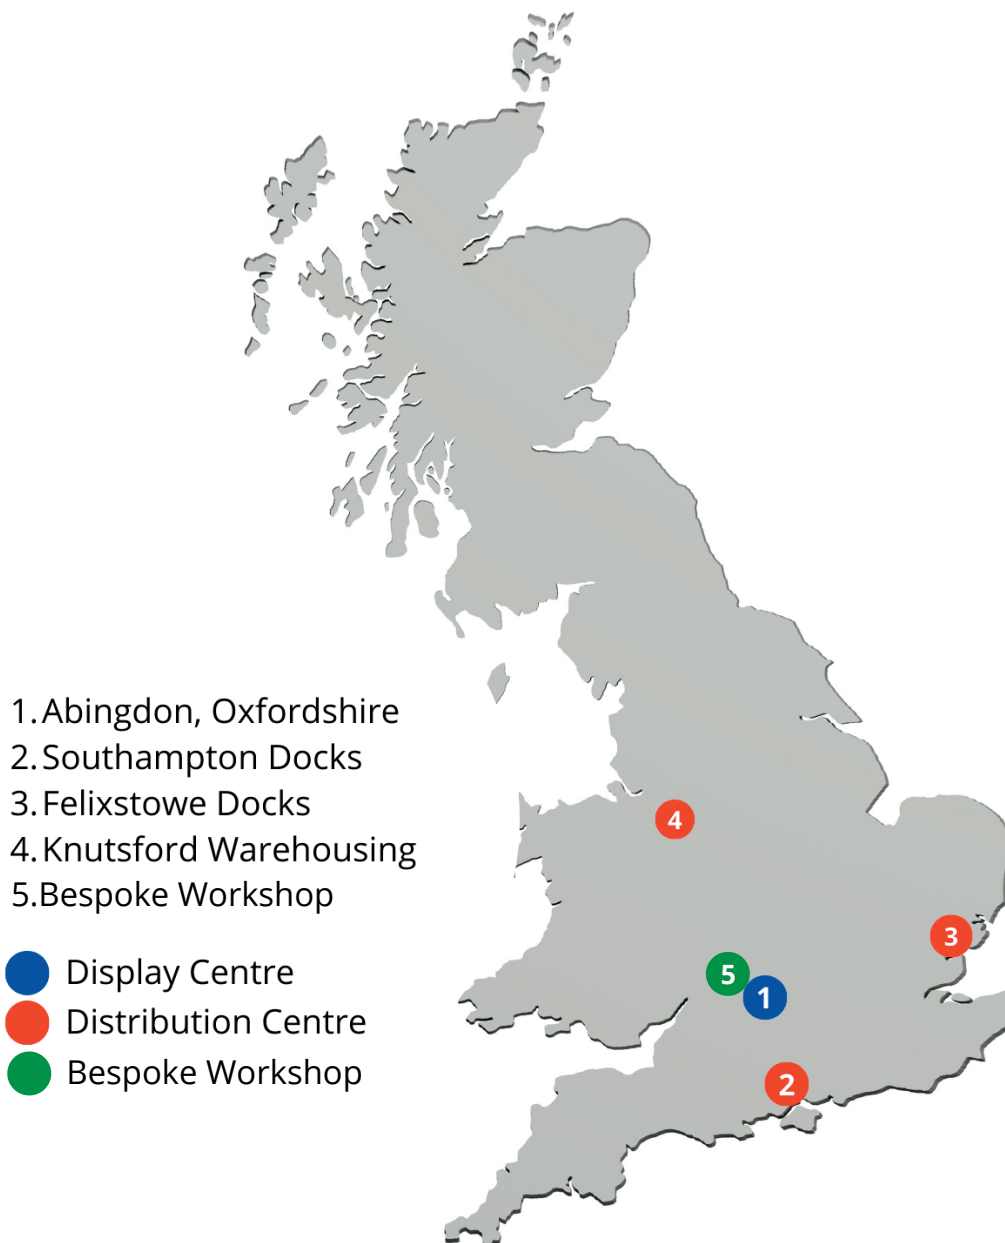 1. Abingdon, Oxfordshire
2. Southampton Docks
3. Felixstowe Docks
4. Knutsford Warehousing
5. Bespoke Workshop
Display Centre
Distribution Centre
Bespoke Workshop
4
3
5
1
2